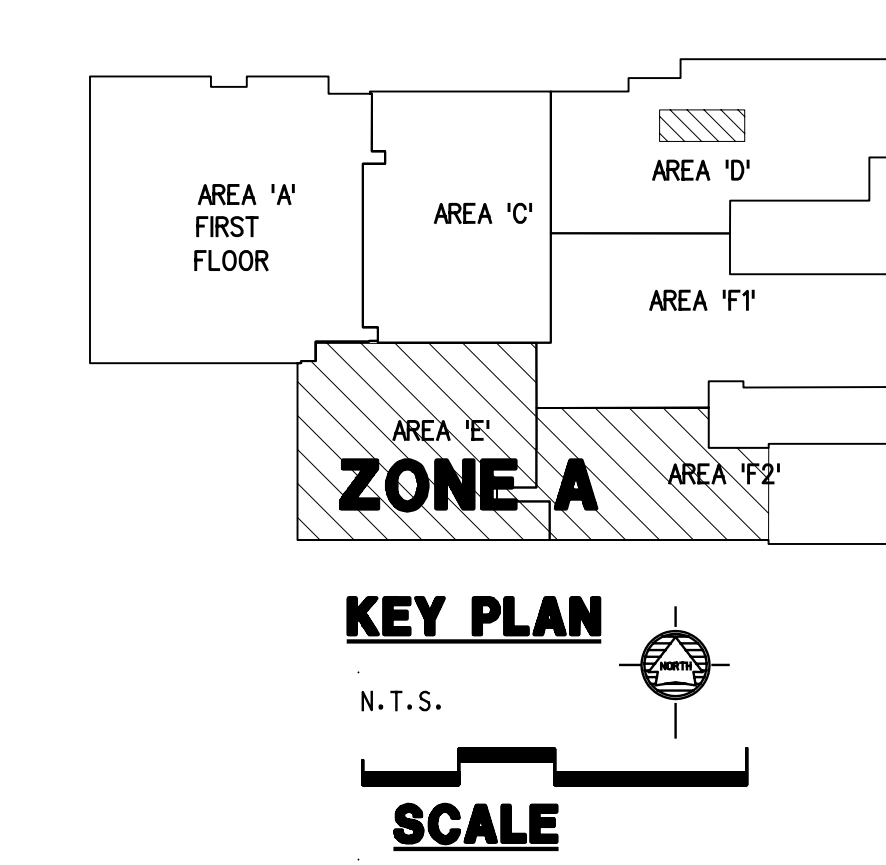 AREA 'A'
FIRST
FLOOR
AREA 'C'
AREA 'D'
AREA 'F1'
AREA 'E'
AREA 'F2'
ZONE A
KEY PLAN
NORTH
N.T.S.
SCALE